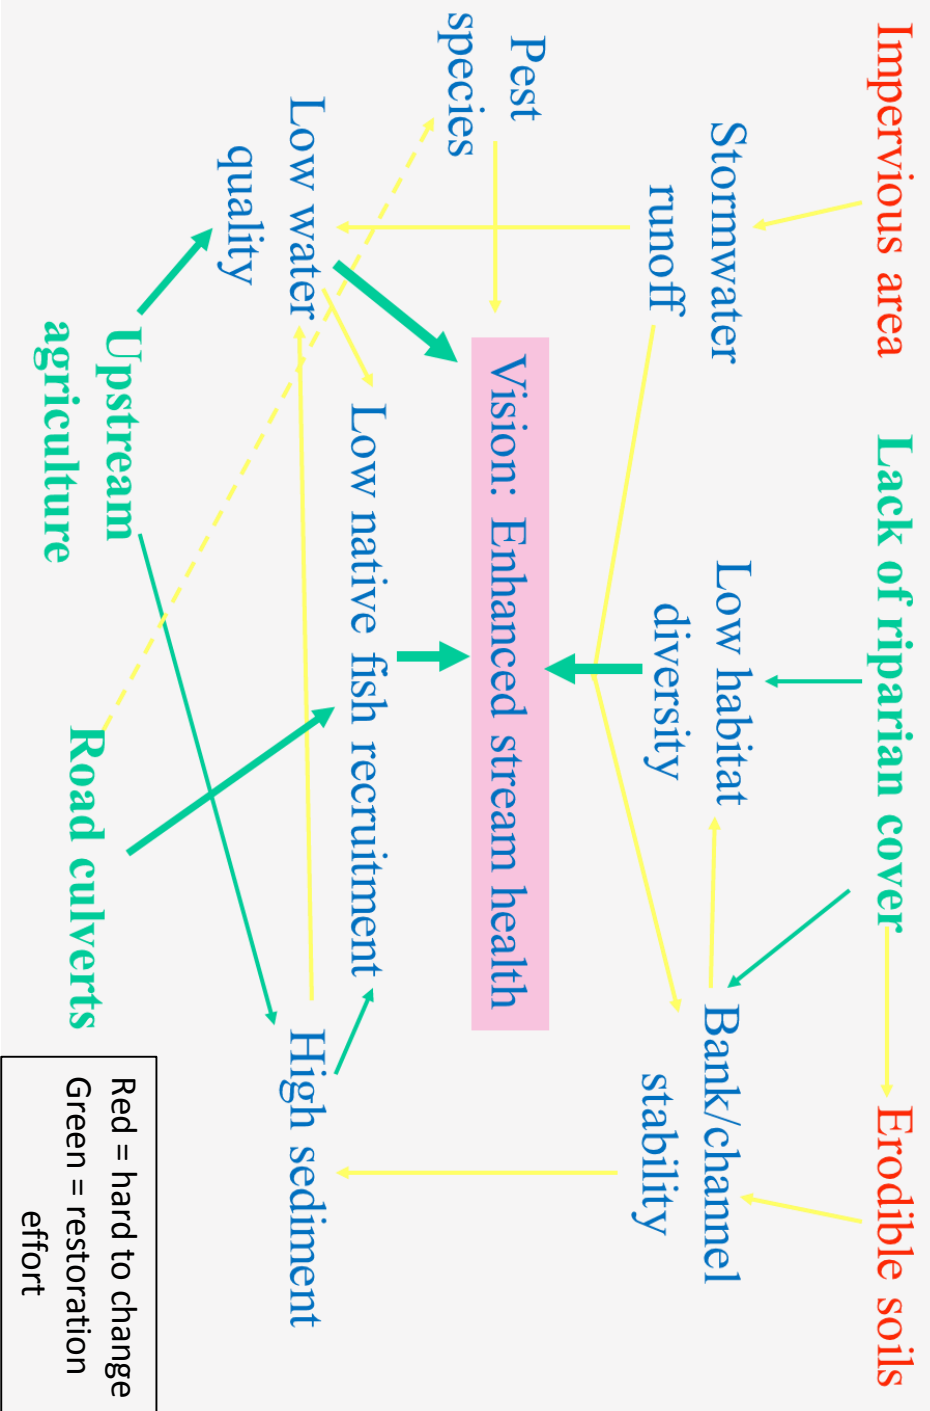 Impervious area
Lack of riparian cover
Erodible soils
Stormwater
runoff
Low habitat
diversity
Bank/channel
stability
Pest
species
Vision: Enhanced stream health
Low native fish recruitment
Low water
quality
High sediment
Upstream
agriculture
Road culverts
Red = hard to change
Green = restoration
effort